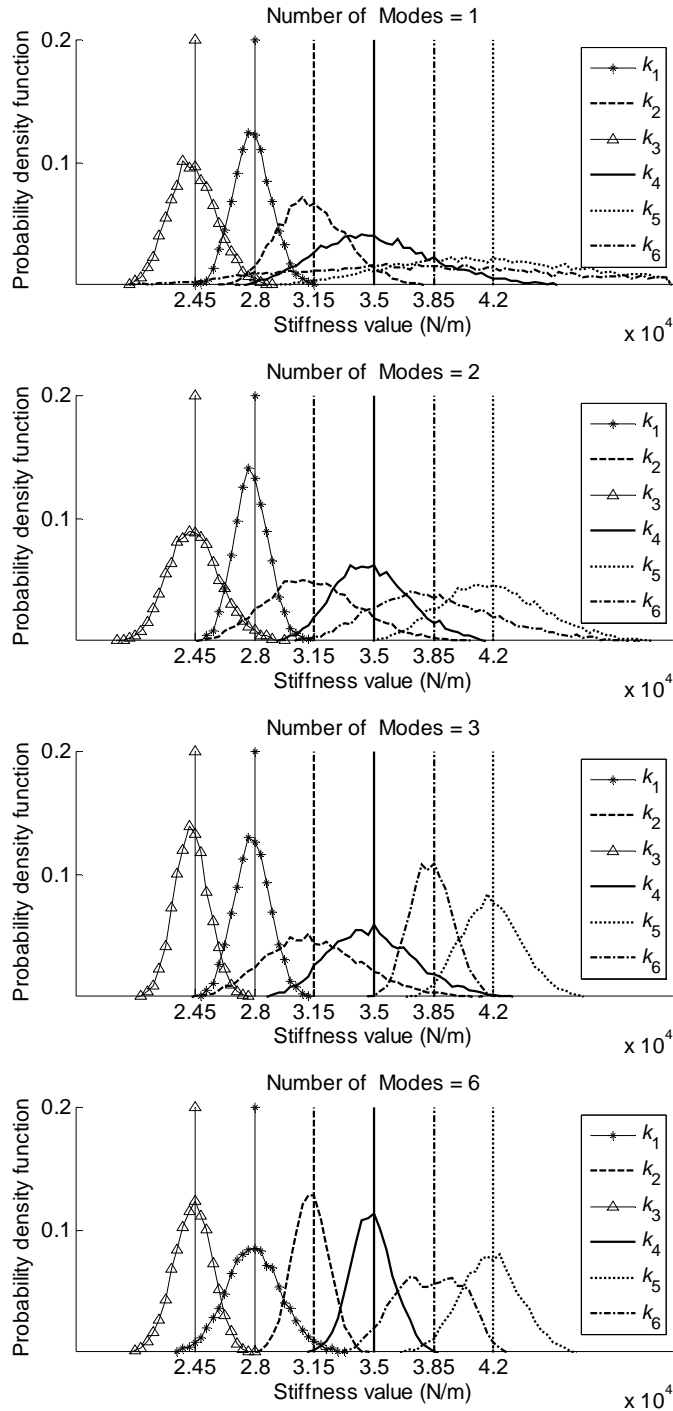 Number of Modes = 1
Probability density function
0.2
0.1
k1
k2
k3
k4
k5
k6
2.45 2.8 3.15 3.5 3.85 4.2
Stiffness value (N/m)
x 10^4
Number of Modes = 2
Probability density function
0.2
0.1
k1
k2
k3
k4
k5
k6
2.45 2.8 3.15 3.5 3.85 4.2
Stiffness value (N/m)
x 10^4
Number of Modes = 3
Probability density function
0.2
0.1
k1
k2
k3
k4
k5
k6
2.45 2.8 3.15 3.5 3.85 4.2
Stiffness value (N/m)
x 10^4
Number of Modes = 6
Probability density function
0.2
0.1
k1
k2
k3
k4
k5
k6
2.45 2.8 3.15 3.5 3.85 4.2
Stiffness value (N/m)
x 10^4